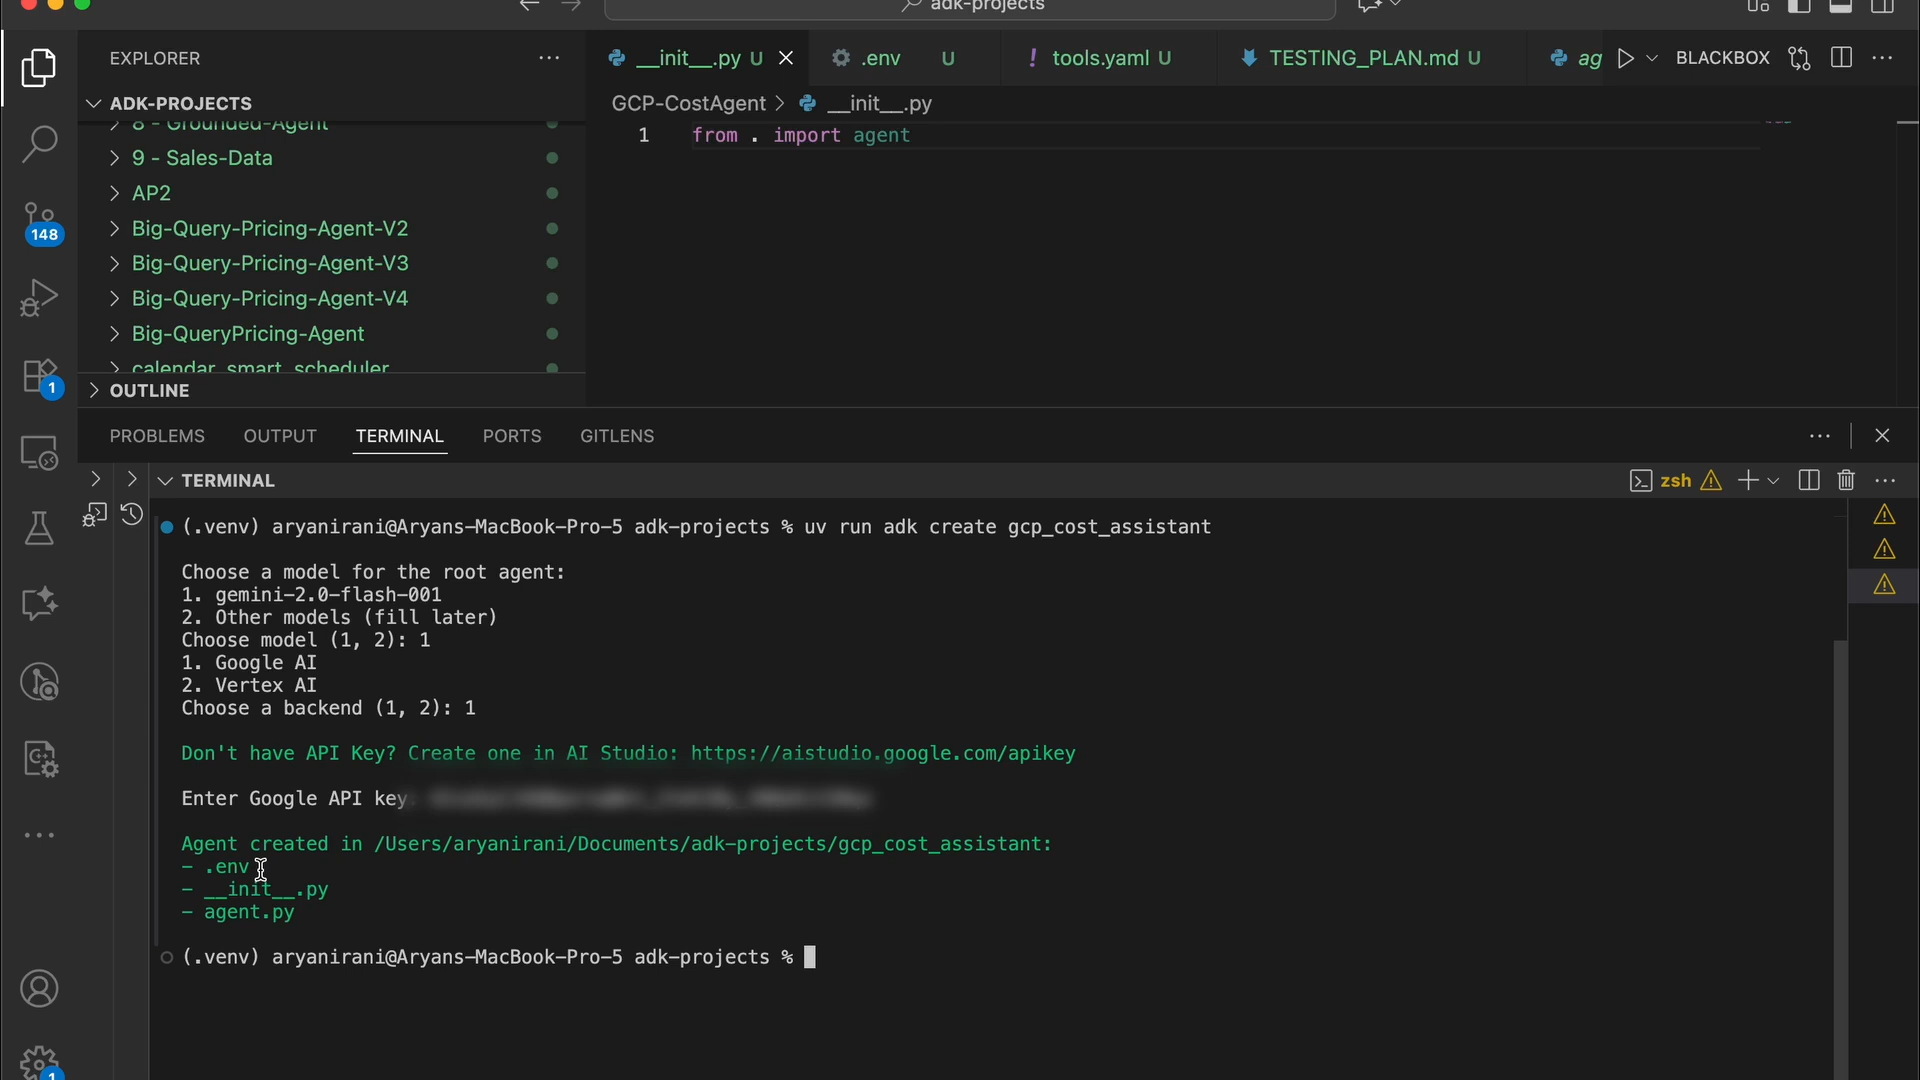 adk-projects
EXPLORER
__init__.py U
.env U
! tools.yaml U
TESTING_PLAN.md U
ag
BLACKBOX
ADK-PROJECTS
8 - Grounded-Agent
9 - Sales-Data
AP2
Big-Query-Pricing-Agent-V2
Big-Query-Pricing-Agent-V3
Big-Query-Pricing-Agent-V4
Big-QueryPricing-Agent
calendar_smart_scheduler
OUTLINE
GCP-CostAgent > __init__.py
1 from . import agent
148
1
1
PROBLEMS OUTPUT TERMINAL PORTS GITLENS
TERMINAL
zsh
(.venv) aryanirani@Aryans-MacBook-Pro-5 adk-projects % uv run adk create gcp_cost_assistant
Choose a model for the root agent:
1. gemini-2.0-flash-001
2. Other models (fill later)
Choose model (1, 2): 1
1. Google AI
2. Vertex AI
Choose a backend (1, 2): 1
Don't have API Key? Create one in AI Studio: https://aistudio.google.com/apikey
Enter Google API key:
Agent created in /Users/aryanirani/Documents/adk-projects/gcp_cost_assistant:
- .env
- __init__.py
- agent.py
(.venv) aryanirani@Aryans-MacBook-Pro-5 adk-projects %